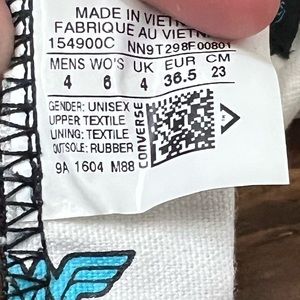 MADE IN VIETN
FABRIQUE AU VIETN
154900C NN9T298F00801
MENS WO'S UK EUR CM
4 6 4 36.5 23
GENDER: UNISEX
UPPER TEXTILE
LINING: TEXTILE
OUTSOLE: RUBBER
9A 1604 M88
CONVERSE